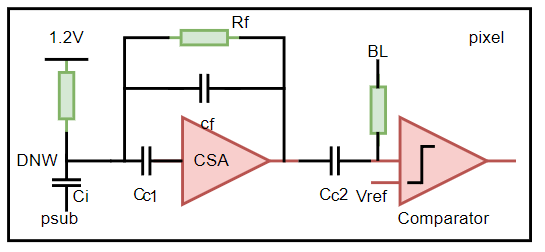 Rf
1.2V
pixel
BL
cf
DNW
CSA
Ci
Cc1
Cc2
Vref
psub
Comparator